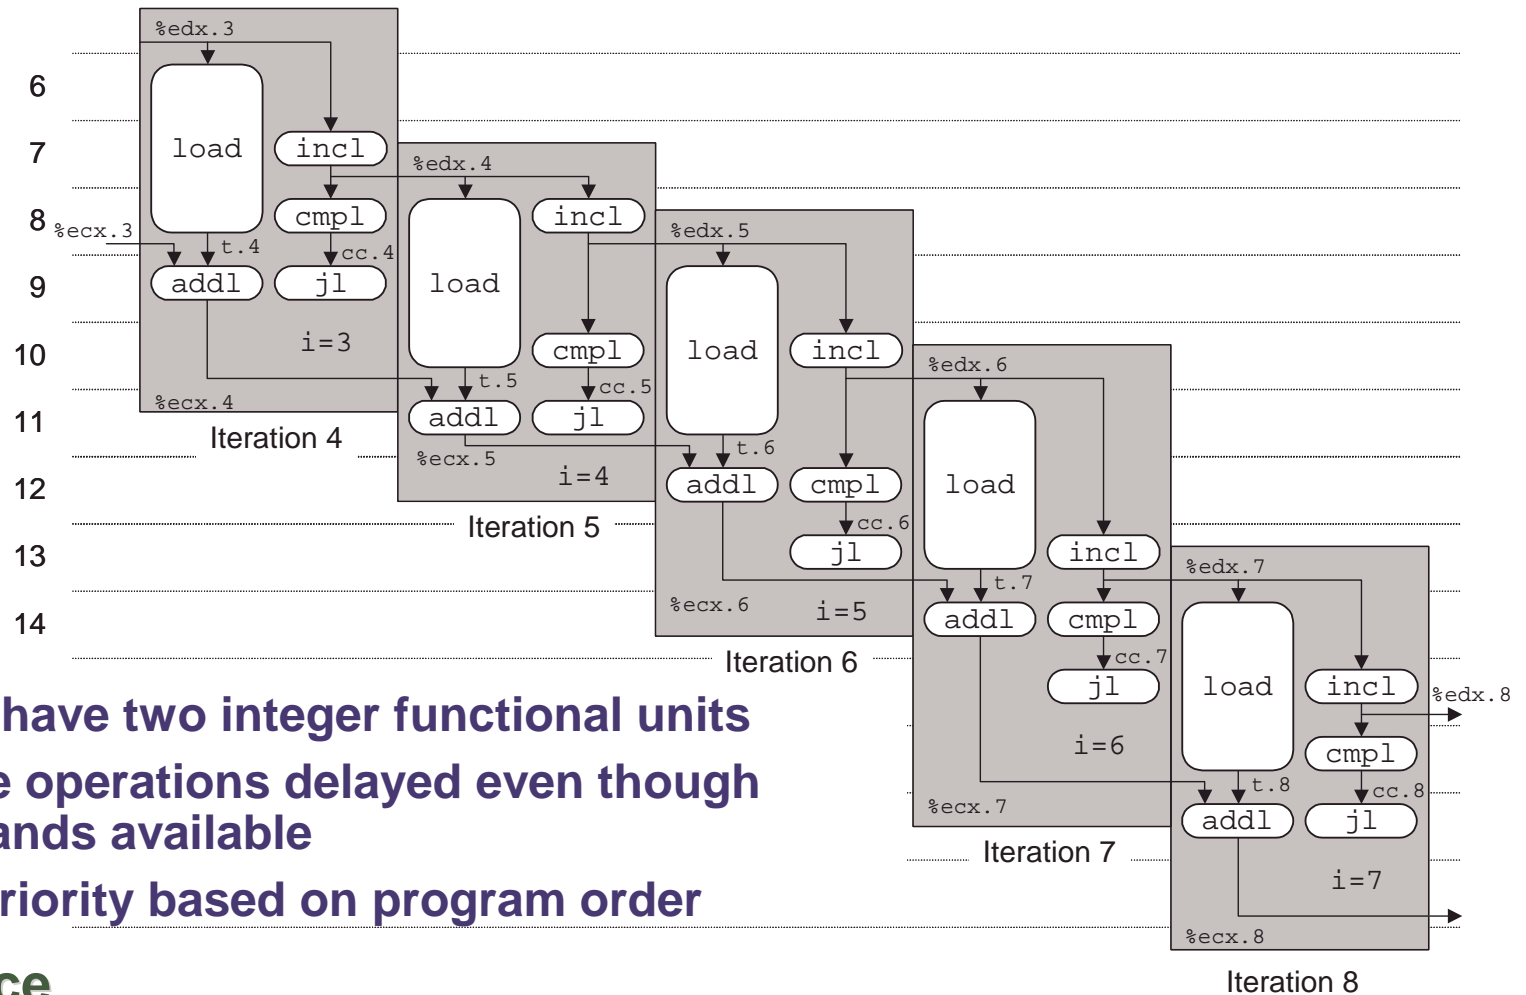 %edx.3
6
7
load
incl
%edx.4
8
%ecx.3
t.4
cmpl
cc.4
incl
%edx.5
9
addl
jl
load
i=3
10
cmpl
load
incl
%edx.6
t.5
cc.5
%ecx.4
11
addl
jl
Iteration 4
%ecx.5
i=4
t.6
12
addl
cmpl
load
Iteration 5
cc.6
13
jl
incl
%edx.7
t.7
%ecx.6
i=5
14
addl
cmpl
Iteration 6
cc.7
jl
load
incl
%edx.8
have two integer functional units
i=6
cmpl
e operations delayed even though
t.8
cc.8
%ecx.7
ands available
addl
jl
Iteration 7
i=7
riority based on program order
%ecx.8
ce
Iteration 8